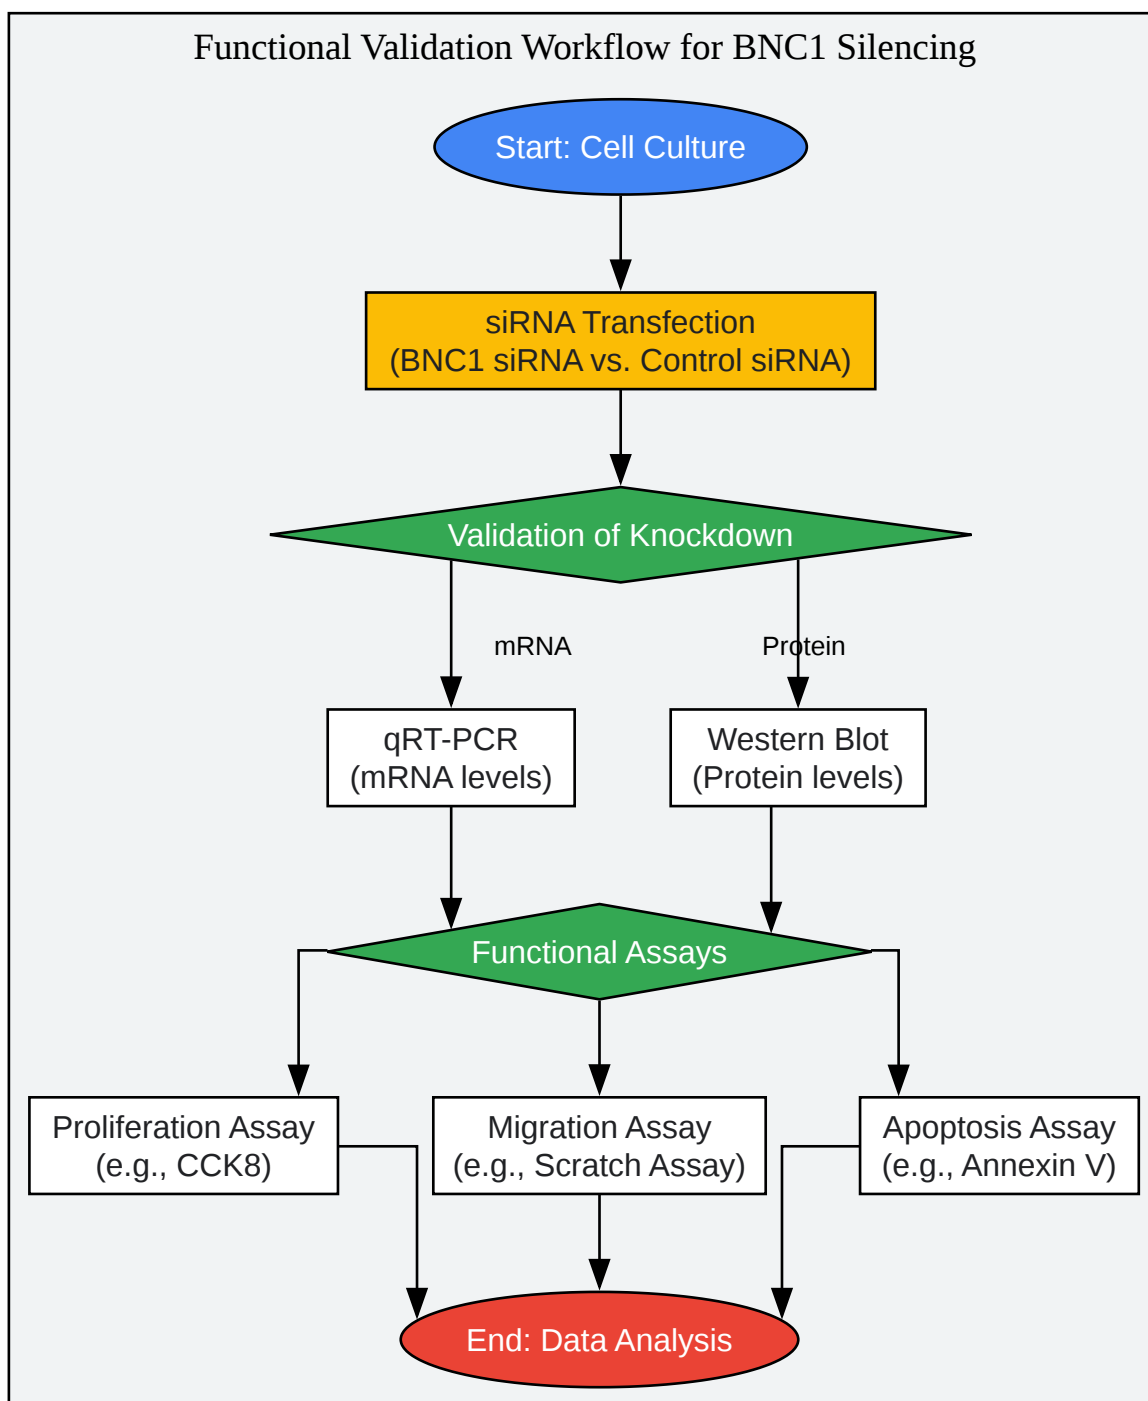 Functional Validation Workflow for BNC1 Silencing
Start: Cell Culture
siRNA Transfection
(BNC1 siRNA vs. Control siRNA)
Validation of Knockdown
mRNA
Protein
qRT-PCR
(mRNA levels)
Western Blot
(Protein levels)
Functional Assays
Proliferation Assay
(e.g., CCK8)
Migration Assay
(e.g., Scratch Assay)
Apoptosis Assay
(e.g., Annexin V)
End: Data Analysis